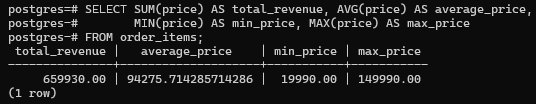 postgres=# SELECT SUM(price) AS total_revenue, AVG(price) AS average_price,
postgres-#        MIN(price) AS min_price, MAX(price) AS max_price
postgres-# FROM order_items;
 total_revenue |   average_price    | min_price | max_price
---------------+--------------------+-----------+-----------
     659930.00 | 94275.714285714286 |  19990.00 | 149990.00
(1 row)